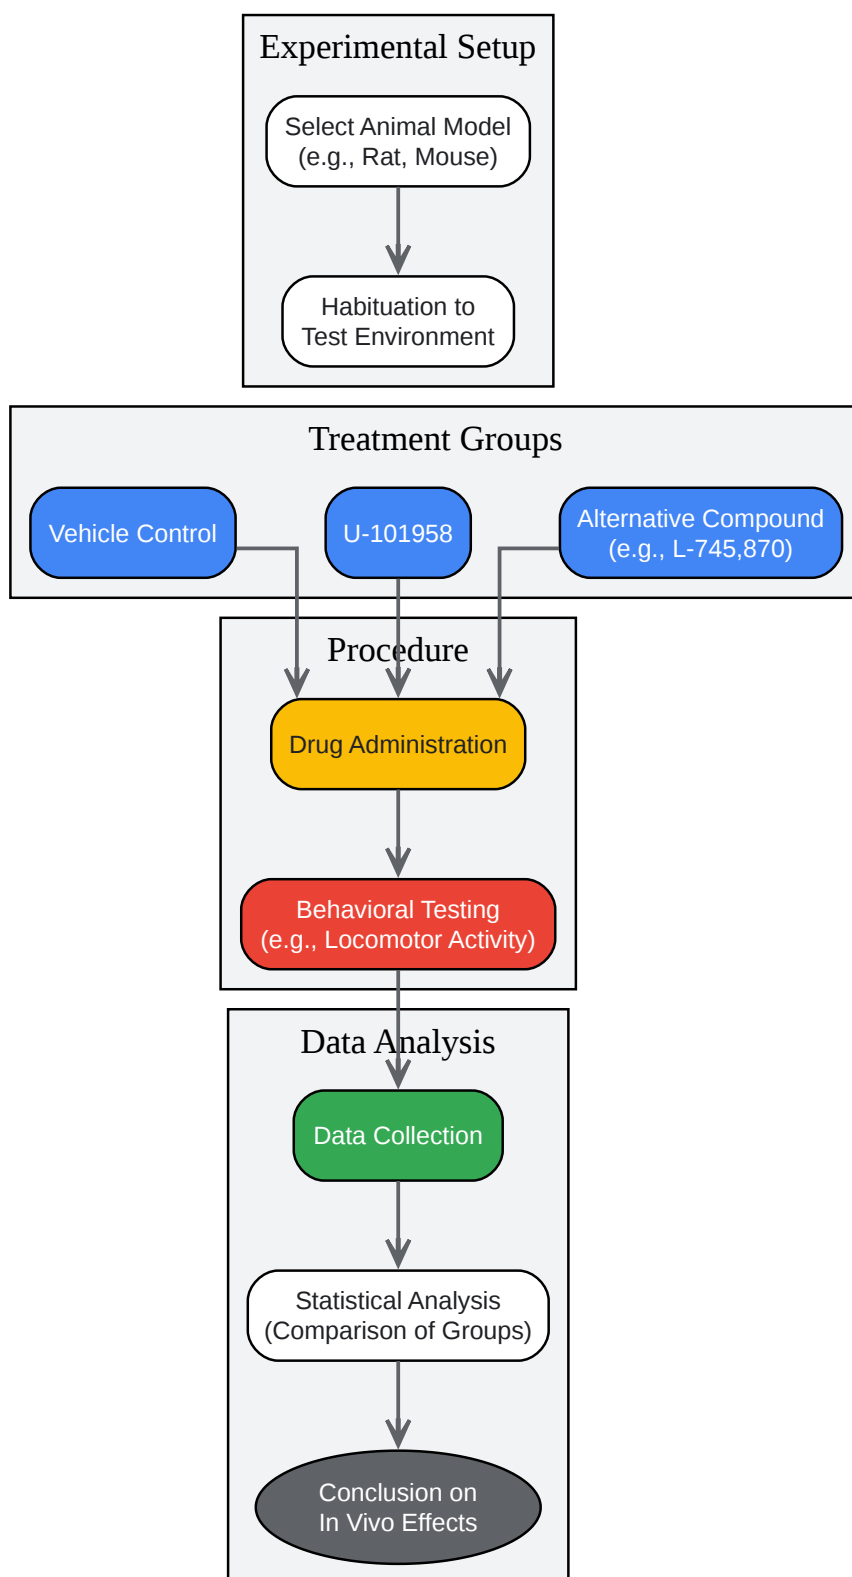 Experimental Setup
Select Animal Model
(e.g., Rat, Mouse)
Habituation to
Test Environment
Treatment Groups
Vehicle Control
U-101958
Alternative Compound
(e.g., L-745,870)
Procedure
Drug Administration
Behavioral Testing
(e.g., Locomotor Activity)
Data Analysis
Data Collection
Statistical Analysis
(Comparison of Groups)
Conclusion on
In Vivo Effects